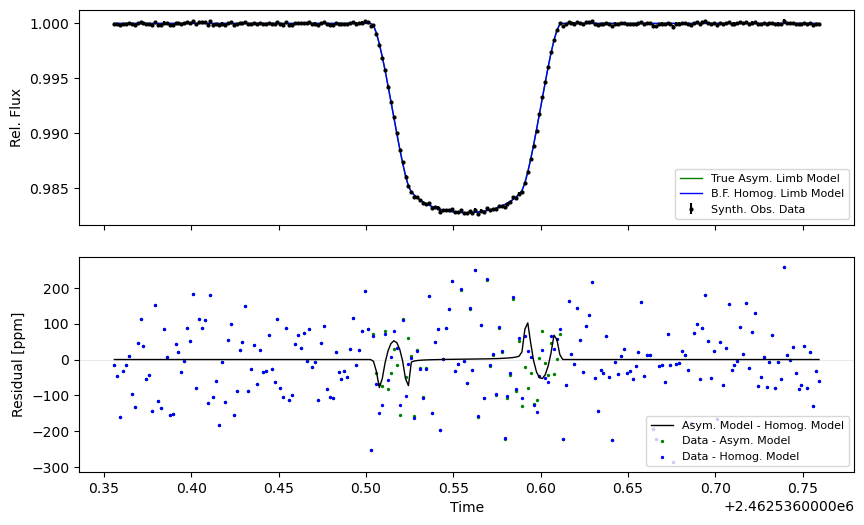 1.000
0.995
0.990
0.985
Rel. Flux
True Asym. Limb Model
B.F. Homog. Limb Model
Synth. Obs. Data
200
100
0
−100
−200
−300
Residual [ppm]
Asym. Model - Homog. Model
Data - Asym. Model
Data - Homog. Model
0.35 0.40 0.45 0.50 0.55 0.60 0.65 0.70 0.75
Time
+2.4625360000e6